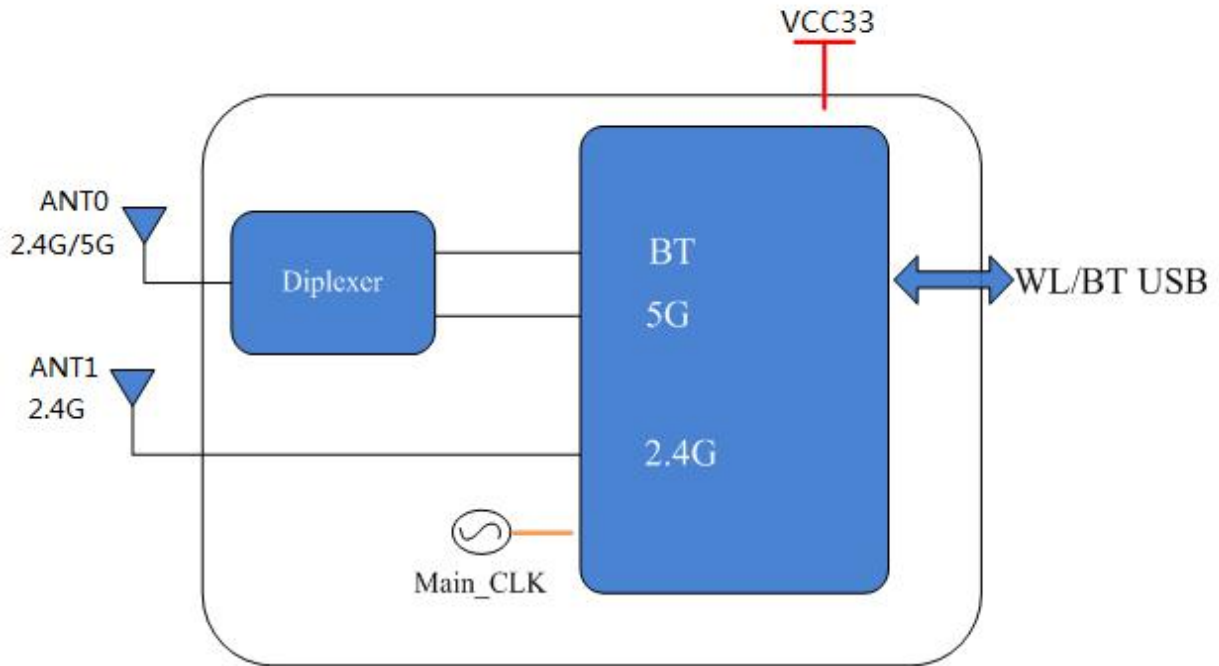 VCC33
ANT0
2.4G/5G
Diplexer
BT
5G
WL/BT USB
ANT1
2.4G
2.4G
Main_CLK